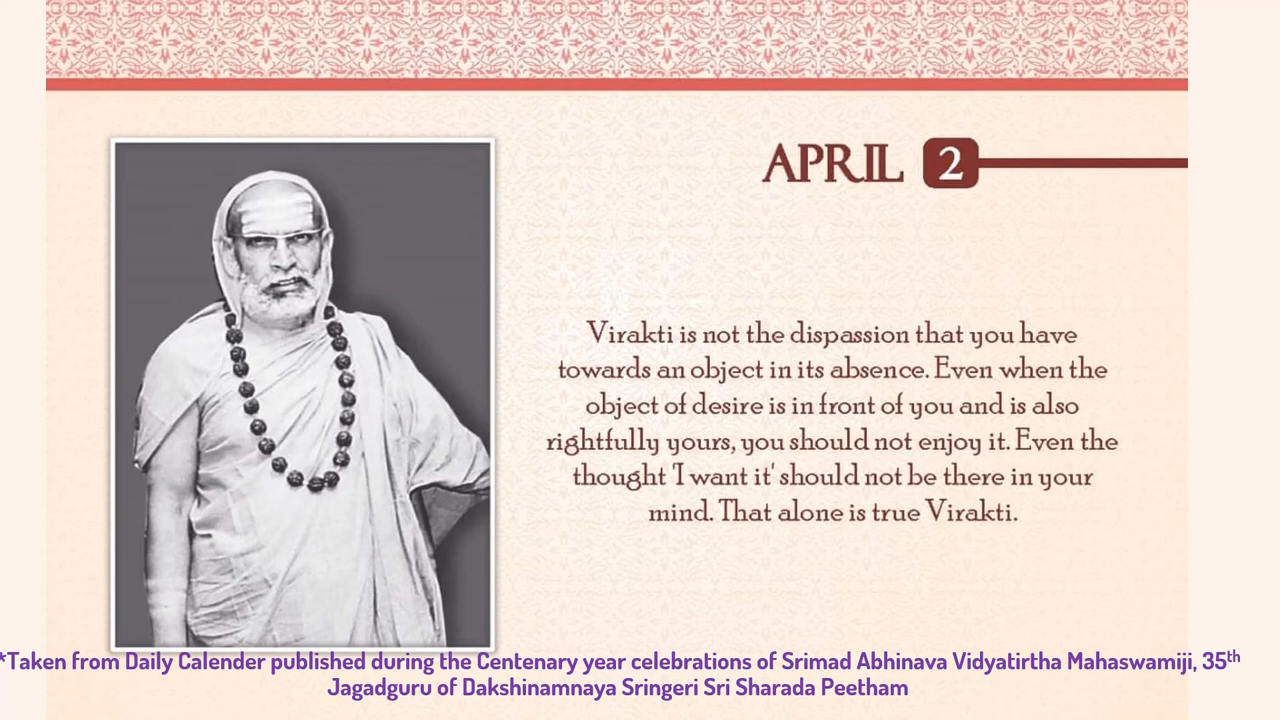 APRIL 2
Virakti is not the dispassion that you have
towards an object in its absence. Even when the
object of desire is in front of you and is also
rightfully yours, you should not enjoy it. Even the
thought 'I want it' should not be there in your
mind. That alone is true Virakti.
*Taken from Daily Calender published during the Centenary year celebrations of Srimad Abhinava Vidyatirtha Mahaswamiji, 35th
Jagadguru of Dakshinamnaya Sringeri Sri Sharada Peetham